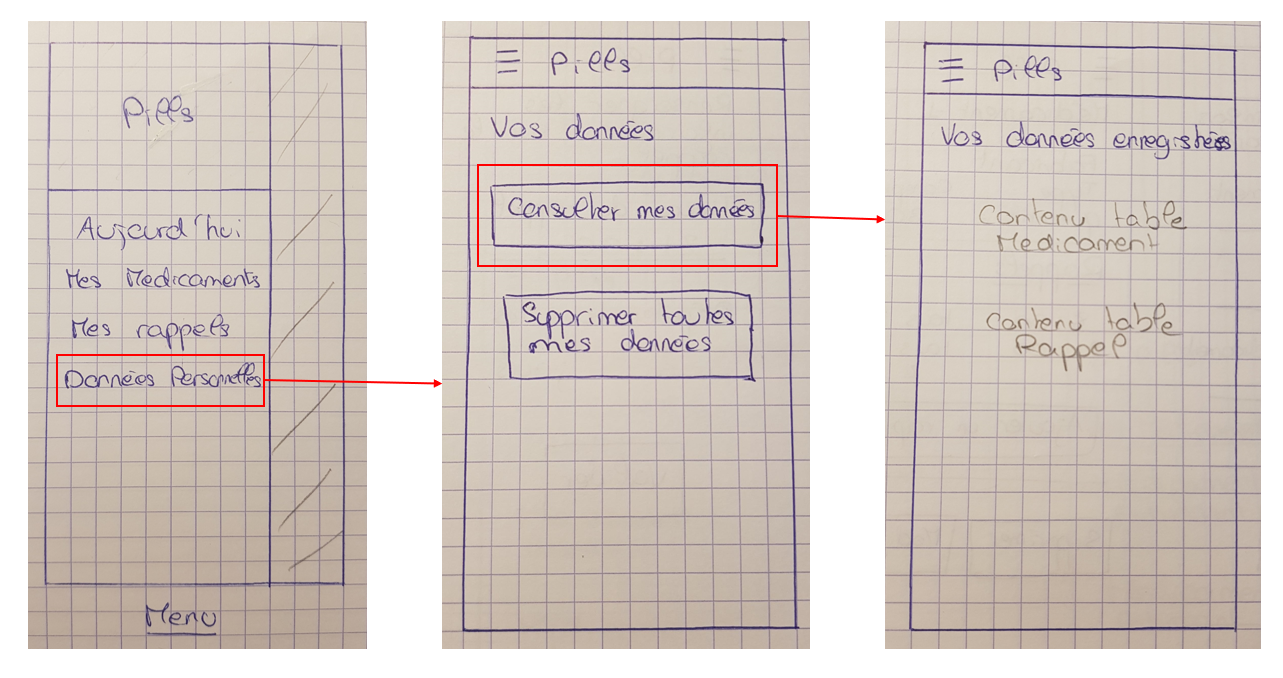 Pills
Aujourd'hui
Mes Medicaments
Mes rappels
Données Personnelles
Menu
Pills
Vos données
Consulter mes données
Supprimer toutes
mes données
Pills
Vos données enregistrées
Contenu table
Medicament
Contenu table
Rappel